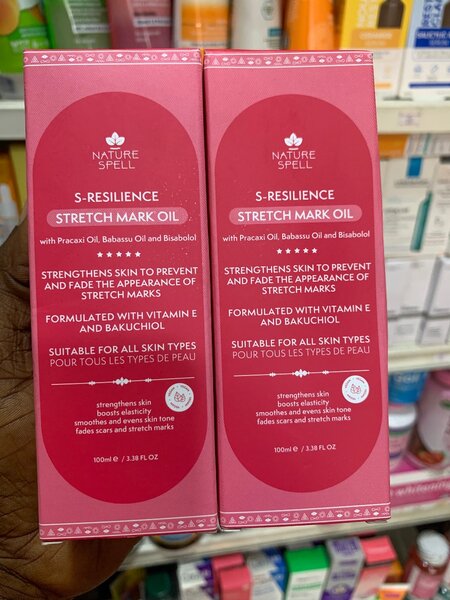 NATURE
SPELL
S-RESILIENCE
STRETCH MARK OIL
with Pracaxi Oil, Babassu Oil and Bisabolol
STRENGTHENS SKIN TO PREVENT
AND FADE THE APPEARANCE OF
STRETCH MARKS
FORMULATED WITH VITAMIN E
AND BAKUCHIOL
SUITABLE FOR ALL SKIN TYPES
POUR TOUS LES TYPES DE PEAU
strengthens skin
boosts elasticity
smoothes and evens skin tone
fades scars and stretch marks
100ml e / 3.38 FL OZ
NATURE
SPELL
S-RESILIENCE
STRETCH MARK OIL
with Pracaxi Oil, Babassu Oil and Bisabolol
STRENGTHENS SKIN TO PREVENT
AND FADE THE APPEARANCE OF
STRETCH MARKS
FORMULATED WITH VITAMIN E
AND BAKUCHIOL
SUITABLE FOR ALL SKIN TYPES
POUR TOUS LES TYPES DE PEAU
strengthens skin
boosts elasticity
smoothes and evens skin tone
fades scars and stretch marks
100ml e / 3.38 FL OZ